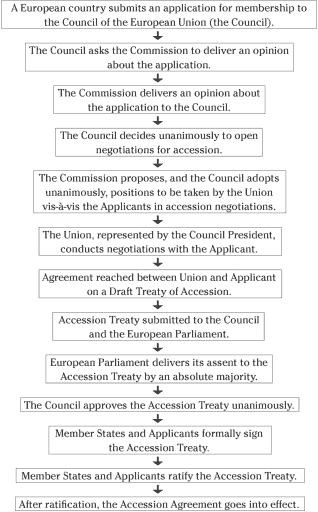 A European country submits an application for membership to
the Council of the European Union (the Council).
The Council asks the Commission to deliver an opinion
about the application.
The Commission delivers an opinion about
the application to the Council.
The Council decides unanimously to open
negotiations for accession.
The Commission proposes, and the Council adopts
unanimously, positions to be taken by the Union
vis-à-vis the Applicants in accession negotiations.
The Union, represented by the Council President,
conducts negotiations with the Applicant.
Agreement reached between Union and Applicant
on a Draft Treaty of Accession.
Accession Treaty submitted to the Council
and the European Parliament.
European Parliament delivers its assent to the
Accession Treaty by an absolute majority.
The Council approves the Accession Treaty unanimously.
Member States and Applicants formally sign
the Accession Treaty.
Member States and Applicants ratify the Accession Treaty.
After ratification, the Accession Agreement goes into effect.